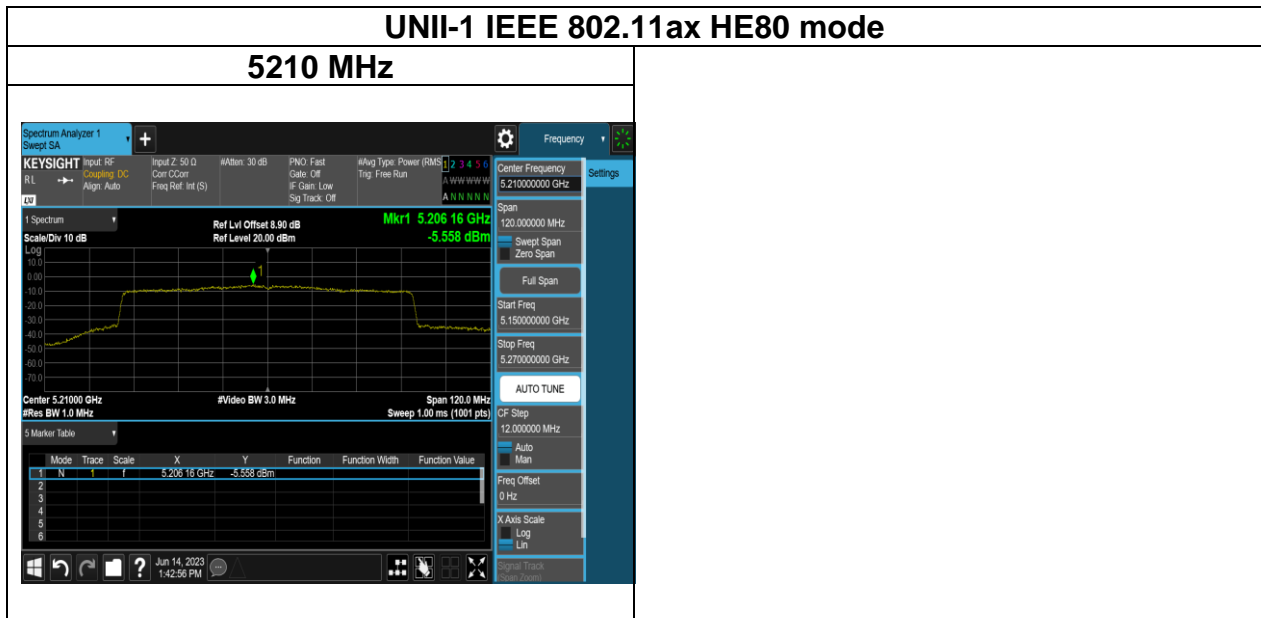 UNII-1 IEEE 802.11ax HE80 mode
5210 MHz
Spectrum Analyzer 1
Swept SA
Frequency
KEYSIGHT
RL
LXI
Input: RF
Coupling: DC
Align: Auto
Input Z: 50 Ω
Corr CCorr
Freq Ref: Int (S)
#Atten: 30 dB
PNO: Fast
Gate: Off
IF Gain: Low
Sig Track: Off
#Avg Type: Power (RMS
Trig: Free Run
1 2 3 4 5 6
A W W W W W
A N N N N N
1 Spectrum
Scale/Div 10 dB
Ref Lvl Offset 8.90 dB
Ref Level 20.00 dBm
Mkr1 5.206 16 GHz
-5.558 dBm
Log
10.0
0.00
-10.0
-20.0
-30.0
-40.0
-50.0
-60.0
-70.0
1
Center 5.21000 GHz
#Res BW 1.0 MHz
#Video BW 3.0 MHz
Span 120.0 MHz
Sweep 1.00 ms (1001 pts)
5 Marker Table
Mode Trace Scale X Y Function Function Width Function Value
1 N 1 f 5.206 16 GHz -5.558 dBm
2
3
4
5
6
Jun 14, 2023
1:42:56 PM
Center Frequency
5.210000000 GHz
Settings
Span
120.000000 MHz
Swept Span
Zero Span
Full Span
Start Freq
5.150000000 GHz
Stop Freq
5.270000000 GHz
AUTO TUNE
CF Step
12.000000 MHz
Auto
Man
Freq Offset
0 Hz
X Axis Scale
Log
Lin
Signal Track
(Span Zoom)